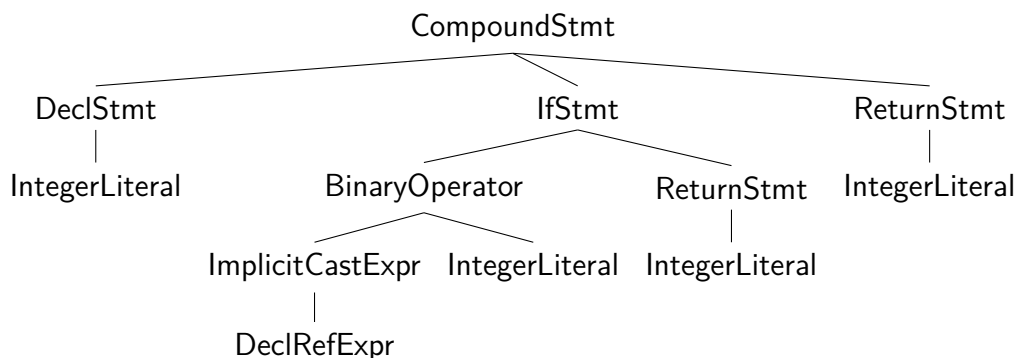 CompoundStmt
DeclStmt IfStmt ReturnStmt
IntegerLiteral BinaryOperator ReturnStmt IntegerLiteral
ImplicitCastExpr IntegerLiteral IntegerLiteral
DeclRefExpr